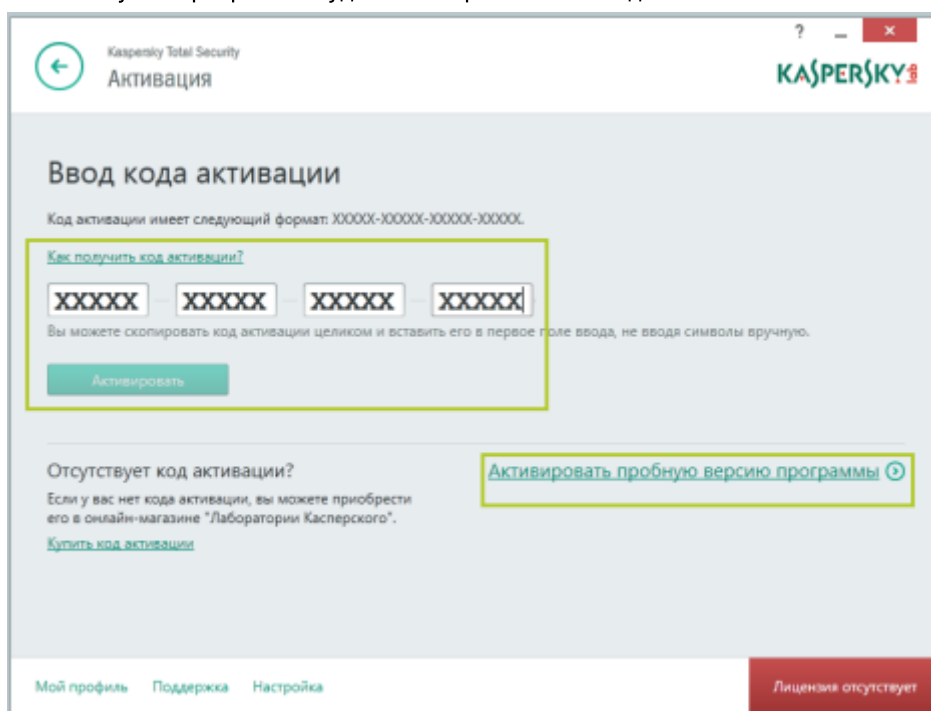 ? _ ×
Kaspersky Total Security
Активация
KASPERSKY lab
Ввод кода активации
Код активации имеет следующий формат: XXXXX-XXXXX-XXXXX-XXXXX.
Как получить код активации?
XXXXX – XXXXX – XXXXX – XXXXX
Вы можете скопировать код активации целиком и вставить его в первое поле ввода, не вводя символы вручную.
Активировать
Отсутствует код активации?
Активировать пробную версию программы
Если у вас нет кода активации, вы можете приобрести
его в онлайн-магазине "Лаборатории Касперского".
Купить код активации
Мой профиль Поддержка Настройка
Лицензия отсутствует